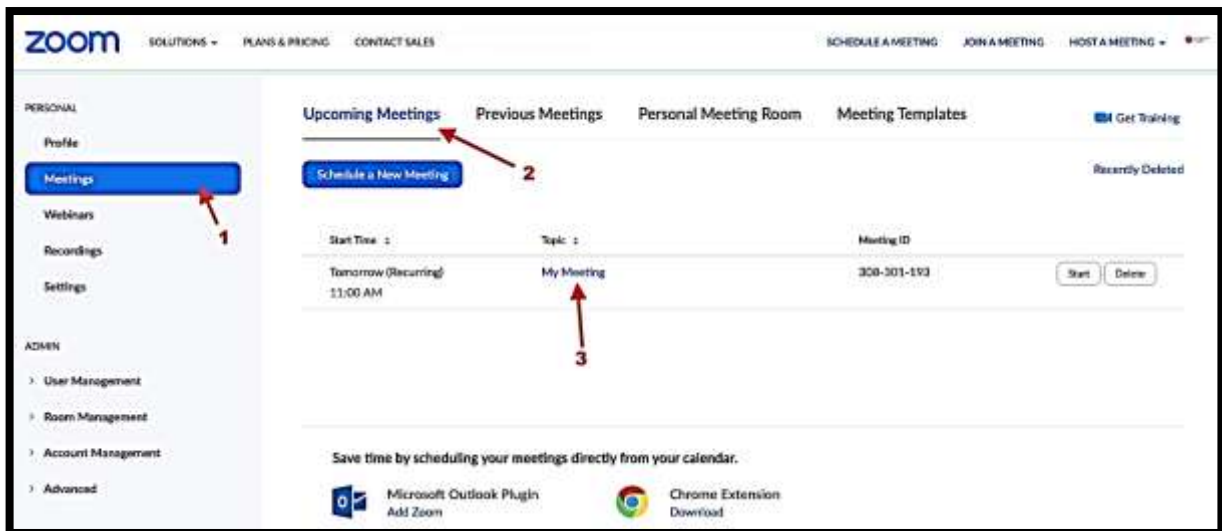 zoom SOLUTIONS PLANS & PRICING CONTACT SALES SCHEDULE A MEETING JOIN A MEETING HOST A MEETING
PERSONAL
Profile
Meetings
Webinars
Recordings
Settings
ADMIN
> User Management
> Room Management
> Account Management
> Advanced
Upcoming Meetings Previous Meetings Personal Meeting Room Meeting Templates Get Training
1
2
Schedule a New Meeting Recently Deleted
Start Time Topic Meeting ID
Tomorrow (Recurring) My Meeting 308-301-193 Start Delete
11:00 AM
3
Save time by scheduling your meetings directly from your calendar.
Microsoft Outlook Plugin Chrome Extension
Add Zoom Download